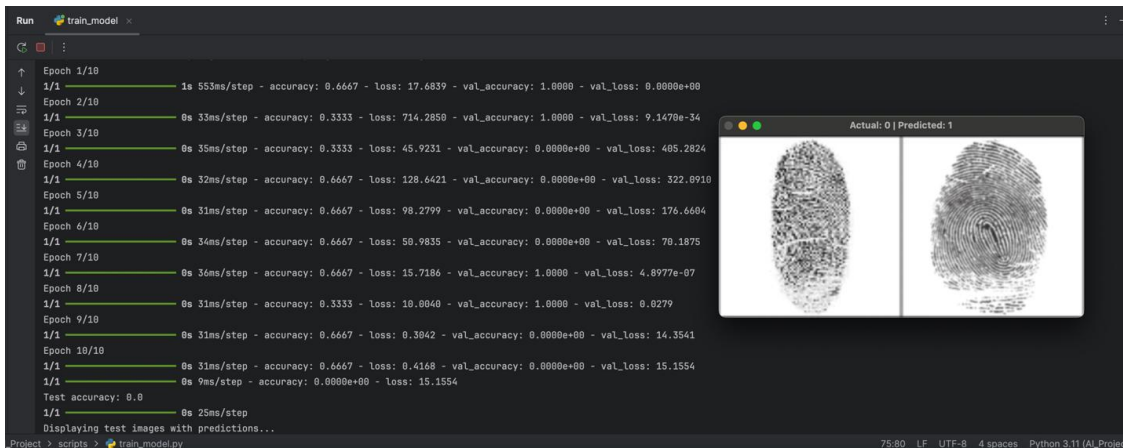 Run train_model
Epoch 1/10
1/1 1s 553ms/step - accuracy: 0.6667 - loss: 17.6839 - val_accuracy: 1.0000 - val_loss: 0.0000e+00
Epoch 2/10
1/1 0s 33ms/step - accuracy: 0.3333 - loss: 714.2850 - val_accuracy: 1.0000 - val_loss: 9.1470e-34
Epoch 3/10
1/1 0s 35ms/step - accuracy: 0.3333 - loss: 45.9231 - val_accuracy: 0.0000e+00 - val_loss: 405.2824
Epoch 4/10
1/1 0s 32ms/step - accuracy: 0.6667 - loss: 128.6421 - val_accuracy: 0.0000e+00 - val_loss: 322.0910
Epoch 5/10
1/1 0s 31ms/step - accuracy: 0.6667 - loss: 98.2799 - val_accuracy: 0.0000e+00 - val_loss: 176.6604
Epoch 6/10
1/1 0s 34ms/step - accuracy: 0.6667 - loss: 50.9835 - val_accuracy: 0.0000e+00 - val_loss: 70.1875
Epoch 7/10
1/1 0s 36ms/step - accuracy: 0.6667 - loss: 15.7186 - val_accuracy: 1.0000 - val_loss: 4.8977e-07
Epoch 8/10
1/1 0s 31ms/step - accuracy: 0.3333 - loss: 10.0040 - val_accuracy: 1.0000 - val_loss: 0.0279
Epoch 9/10
1/1 0s 31ms/step - accuracy: 0.6667 - loss: 0.3042 - val_accuracy: 0.0000e+00 - val_loss: 14.3541
Epoch 10/10
1/1 0s 31ms/step - accuracy: 0.6667 - loss: 0.4168 - val_accuracy: 0.0000e+00 - val_loss: 15.1554
1/1 0s 9ms/step - accuracy: 0.0000e+00 - loss: 15.1554
Test accuracy: 0.0
1/1 0s 25ms/step
Displaying test images with predictions...
Actual: 0 | Predicted: 1
_Project > scripts > train_model.py 75:80 LF UTF-8 4 spaces Python 3.11 (AI_Projec